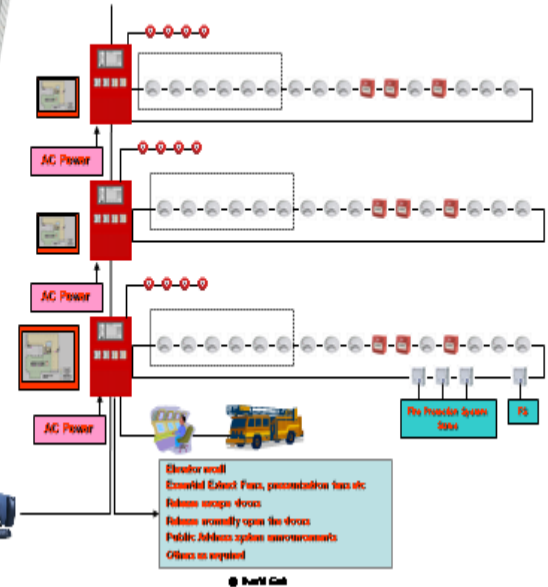 AC Power
AC Power
AC Power
Fire Protection System
Status
FS
Elevator recall
Essential Extract Fans, pressurization fans etc
Release escape doors
Release normally open fire doors
Public Address system announcements
Others as required